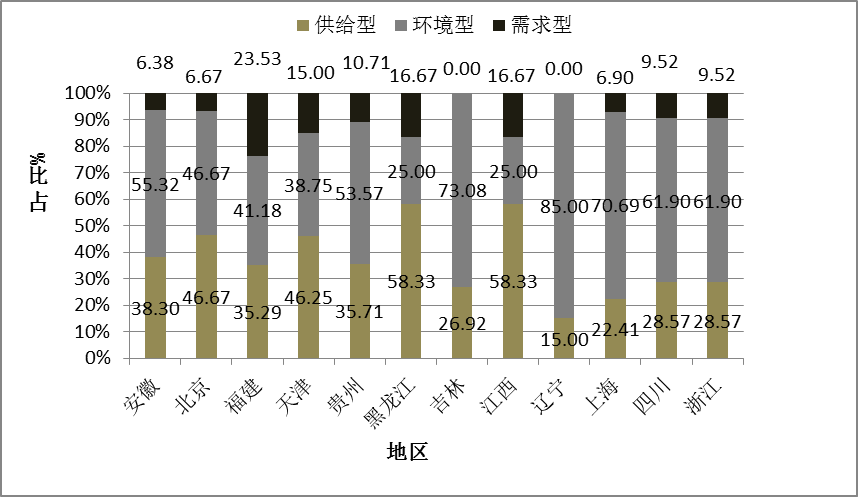 供给型 环境型 需求型
6.38 6.67 23.53 15.00 10.71 16.67 0.00 16.67 0.00 6.90 9.52 9.52
100%
90%
80%
70%
60%
50%
40%
30%
20%
10%
0%
55.32 46.67 41.18 38.75 53.57 25.00 73.08 25.00 85.00 70.69 61.90 61.90
38.30 46.67 35.29 46.25 35.71 58.33 26.92 58.33 15.00 22.41 28.57 28.57
%比占
安徽 北京 福建 天津 贵州 黑龙江 吉林 江西 辽宁 上海 四川 浙江
地区